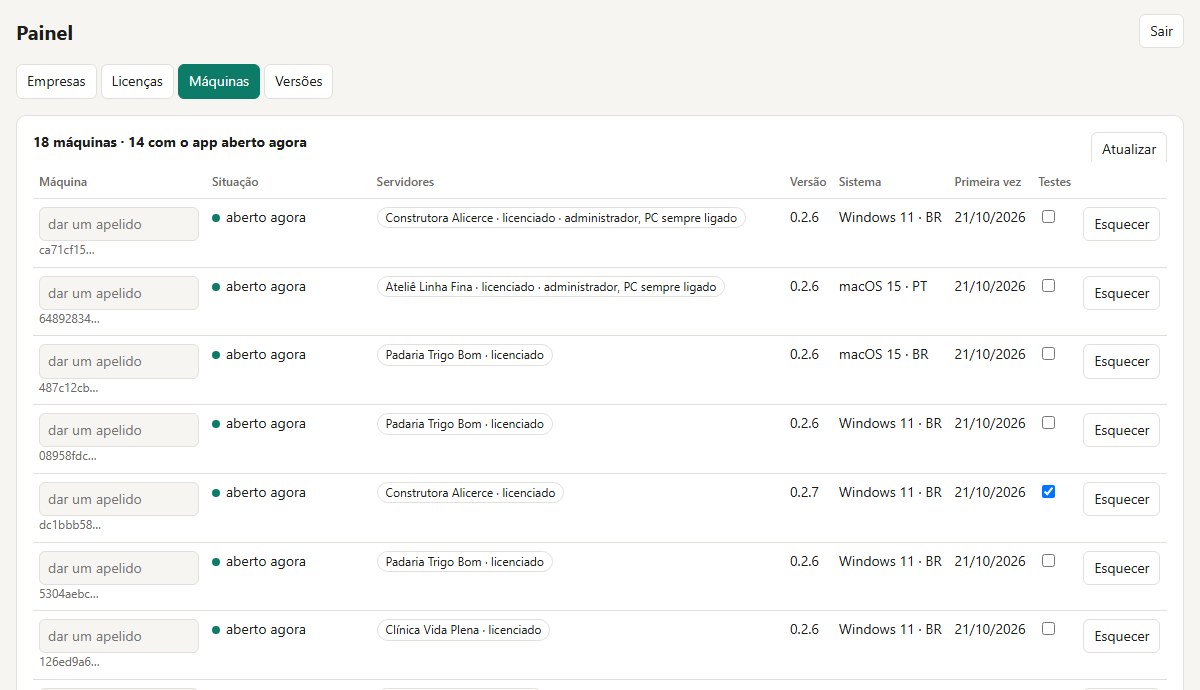 Painel
Sair
Empresas Licenças Máquinas Versões
18 máquinas · 14 com o app aberto agora
Atualizar
Máquina Situação Servidores Versão Sistema Primeira vez Testes
dar um apelido aberto agora Construtora Alicerce · licenciado · administrador, PC sempre ligado 0.2.6 Windows 11 · BR 21/10/2026 Esquecer
ca71cf15...
dar um apelido aberto agora Ateliê Linha Fina · licenciado · administrador, PC sempre ligado 0.2.6 macOS 15 · PT 21/10/2026 Esquecer
64892834...
dar um apelido aberto agora Padaria Trigo Bom · licenciado 0.2.6 macOS 15 · BR 21/10/2026 Esquecer
487c12cb...
dar um apelido aberto agora Padaria Trigo Bom · licenciado 0.2.6 Windows 11 · BR 21/10/2026 Esquecer
08958fdc...
dar um apelido aberto agora Construtora Alicerce · licenciado 0.2.7 Windows 11 · BR 21/10/2026 Esquecer
dc1bbb58...
dar um apelido aberto agora Padaria Trigo Bom · licenciado 0.2.6 Windows 11 · BR 21/10/2026 Esquecer
5304aebc...
dar um apelido aberto agora Clínica Vida Plena · licenciado 0.2.6 Windows 11 · BR 21/10/2026 Esquecer
126ed9a6...